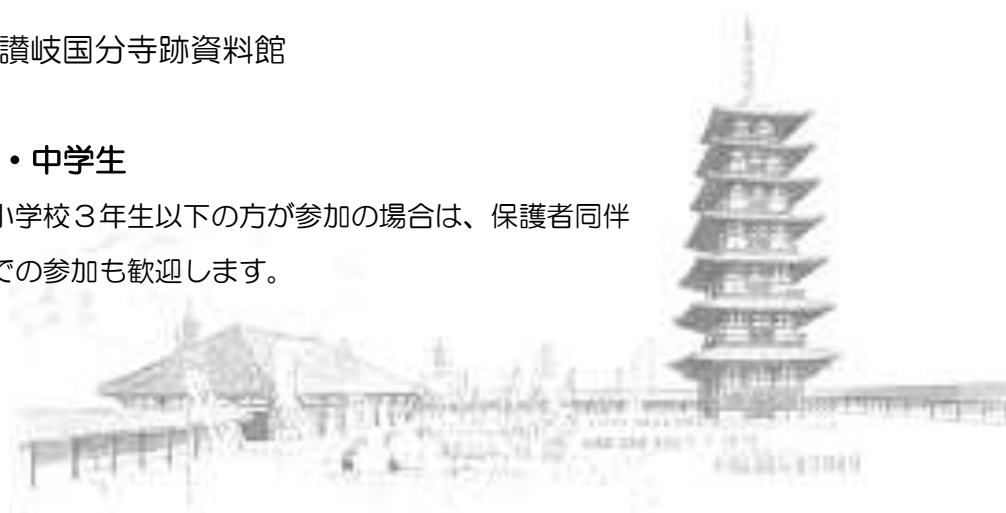 讃岐国分寺跡資料館
・中学生
小学校３年生以下の方が参加の場合は、保護者同伴
での参加も歓迎します。